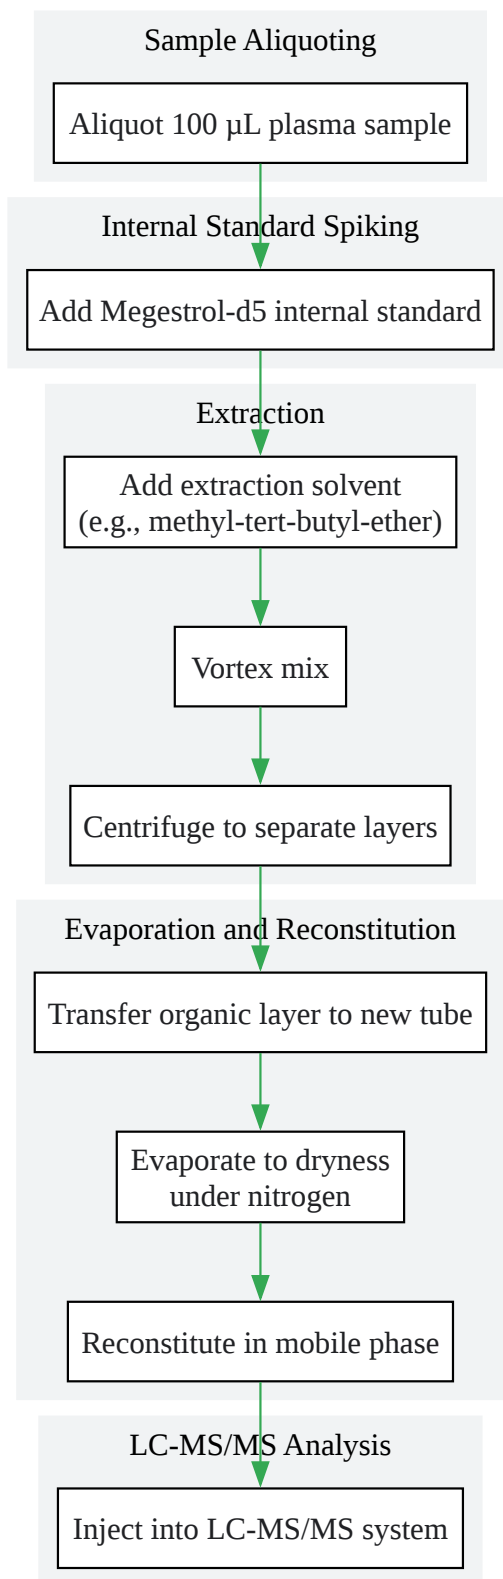 Sample Aliquoting
Aliquot 100 µL plasma sample
Internal Standard Spiking
Add Megestrol-d5 internal standard
Extraction
Add extraction solvent
(e.g., methyl-tert-butyl-ether)
Vortex mix
Centrifuge to separate layers
Evaporation and Reconstitution
Transfer organic layer to new tube
Evaporate to dryness
under nitrogen
Reconstitute in mobile phase
LC-MS/MS Analysis
Inject into LC-MS/MS system